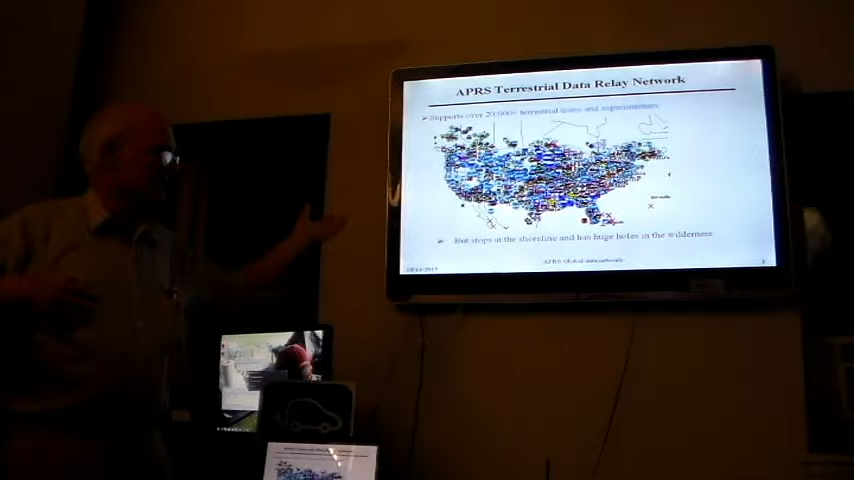 APRS Terrestrial Data Relay Network
Supports over 20,000+ terrestrial users and experimenters
But stops at the shoreline and has huge holes in the wilderness
APRS Global data network